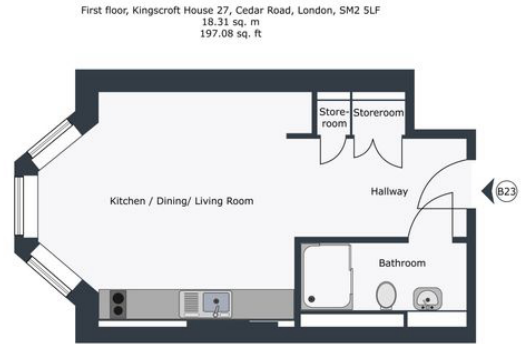 First floor, Kingscroft House 27, Cedar Road, London, SM2 5LF
18.31 sq. m
197.08 sq. ft
Store-
room
Storeroom
Kitchen / Dining/ Living Room
Hallway
B23
Bathroom